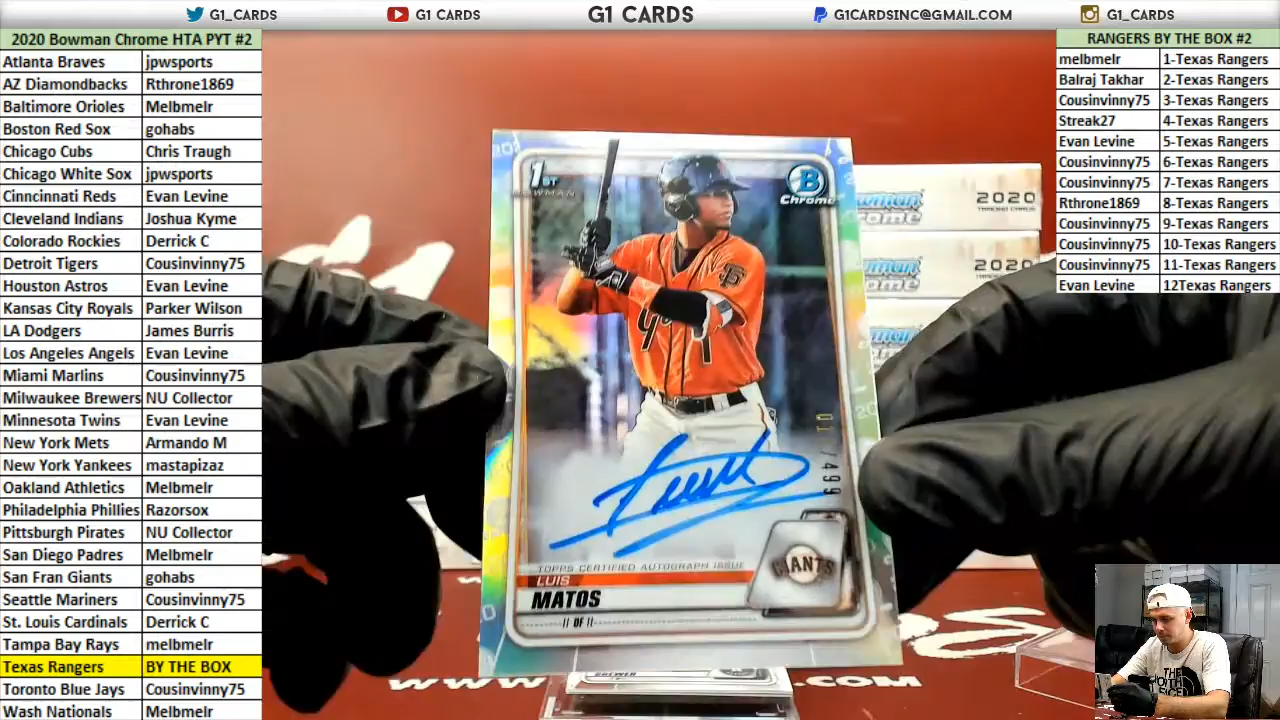 G1_CARDS
G1 CARDS
G1 CARDS
G1CARDSINC@GMAIL.COM
G1_CARDS
2020 Bowman Chrome HTA PYT #2
Atlanta Braves jpwsports
AZ Diamondbacks Rthrone1869
Baltimore Orioles Melbmelr
Boston Red Sox gohabs
Chicago Cubs Chris Traugh
Chicago White Sox jpwsports
Cinncinati Reds Evan Levine
Cleveland Indians Joshua Kyme
Colorado Rockies Derrick C
Detroit Tigers Cousinvinny75
Houston Astros Evan Levine
Kansas City Royals Parker Wilson
LA Dodgers James Burris
Los Angeles Angels Evan Levine
Miami Marlins Cousinvinny75
Milwaukee Brewers NU Collector
Minnesota Twins Evan Levine
New York Mets Armando M
New York Yankees mastapizaz
Oakland Athletics Melbmelr
Philadelphia Phillies Razorsox
Pittsburgh Pirates NU Collector
San Diego Padres Melbmelr
San Fran Giants gohabs
Seattle Mariners Cousinvinny75
St. Louis Cardinals Derrick C
Tampa Bay Rays melbmelr
Texas Rangers BY THE BOX
Toronto Blue Jays Cousinvinny75
Wash Nationals Melbmelr
RANGERS BY THE BOX #2
melbmelr 1-Texas Rangers
Balraj Takhar 2-Texas Rangers
Cousinvinny75 3-Texas Rangers
Streak27 4-Texas Rangers
Evan Levine 5-Texas Rangers
Cousinvinny75 6-Texas Rangers
Cousinvinny75 7-Texas Rangers
Rthrone1869 8-Texas Rangers
Cousinvinny75 9-Texas Rangers
Cousinvinny75 10-Texas Rangers
Cousinvinny75 11-Texas Rangers
Evan Levine 12Texas Rangers
1ST
BOWMAN
B
Chrome
SF
/499
TOPPS CERTIFIED AUTOGRAPH ISSUE
LUIS
MATOS
OF
GIANTS
2020
2020
BREWER
www
.COM
THE